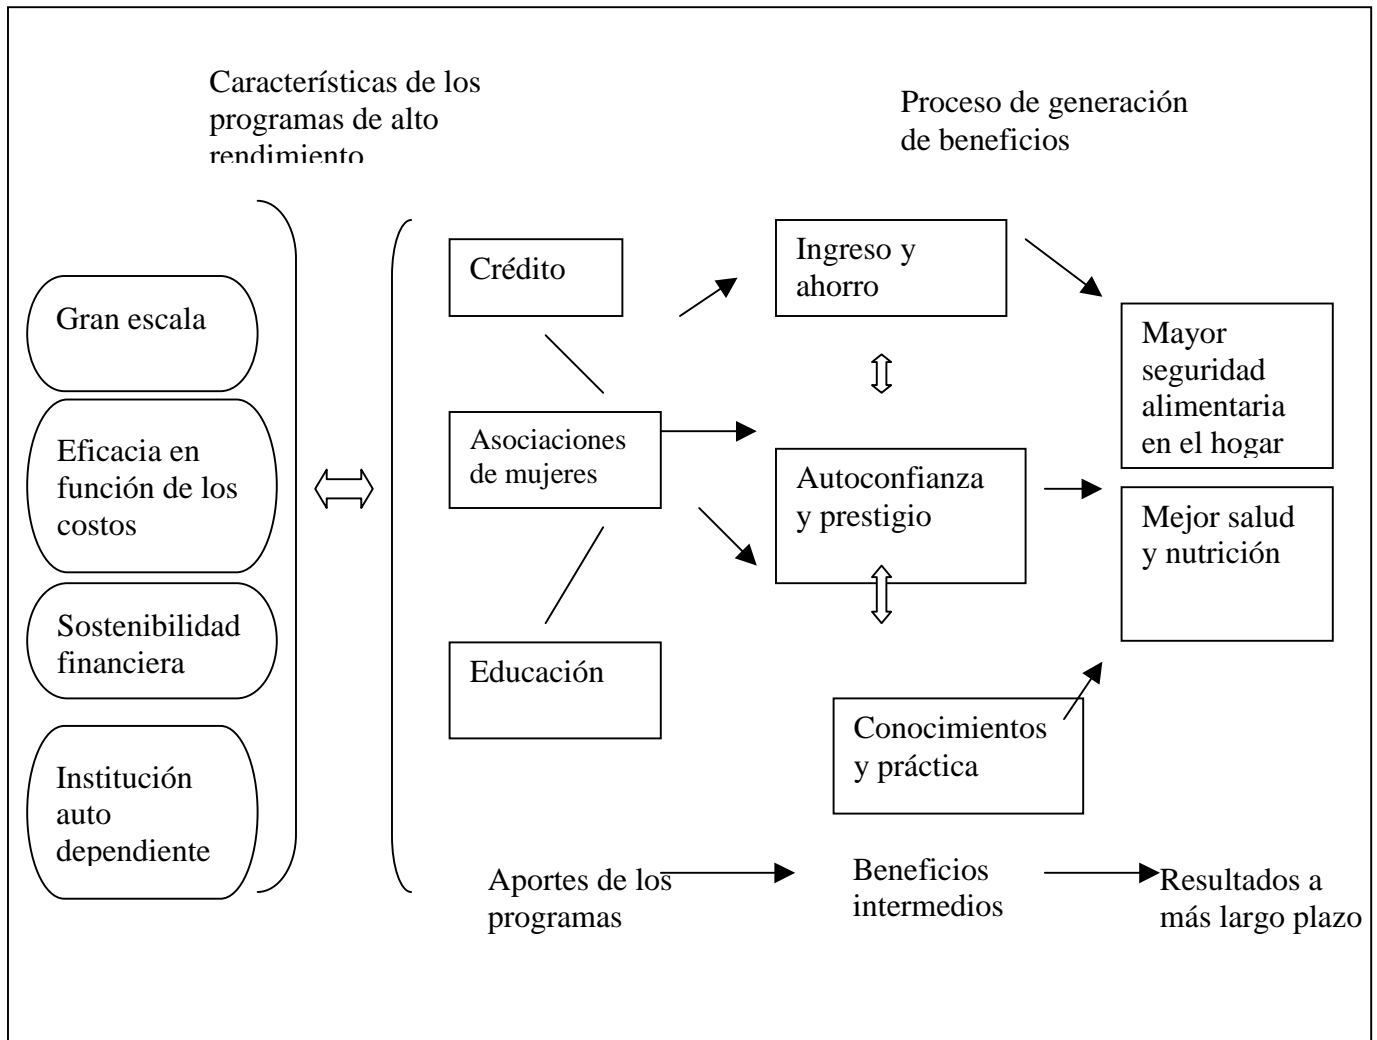 Características de los
programas de alto
rendimiento
Proceso de generación
de beneficios
Gran escala
Eficacia en
función de los
costos
Sostenibilidad
financiera
Institución
auto
dependiente
Crédito
Asociaciones
de mujeres
Educación
Ingreso y
ahorro
Autoconfianza
y prestigio
Conocimientos
y práctica
Mayor
seguridad
alimentaria
en el hogar
Mejor salud
y nutrición
Aportes de los
programas
Beneficios
intermedios
Resultados a
más largo plazo